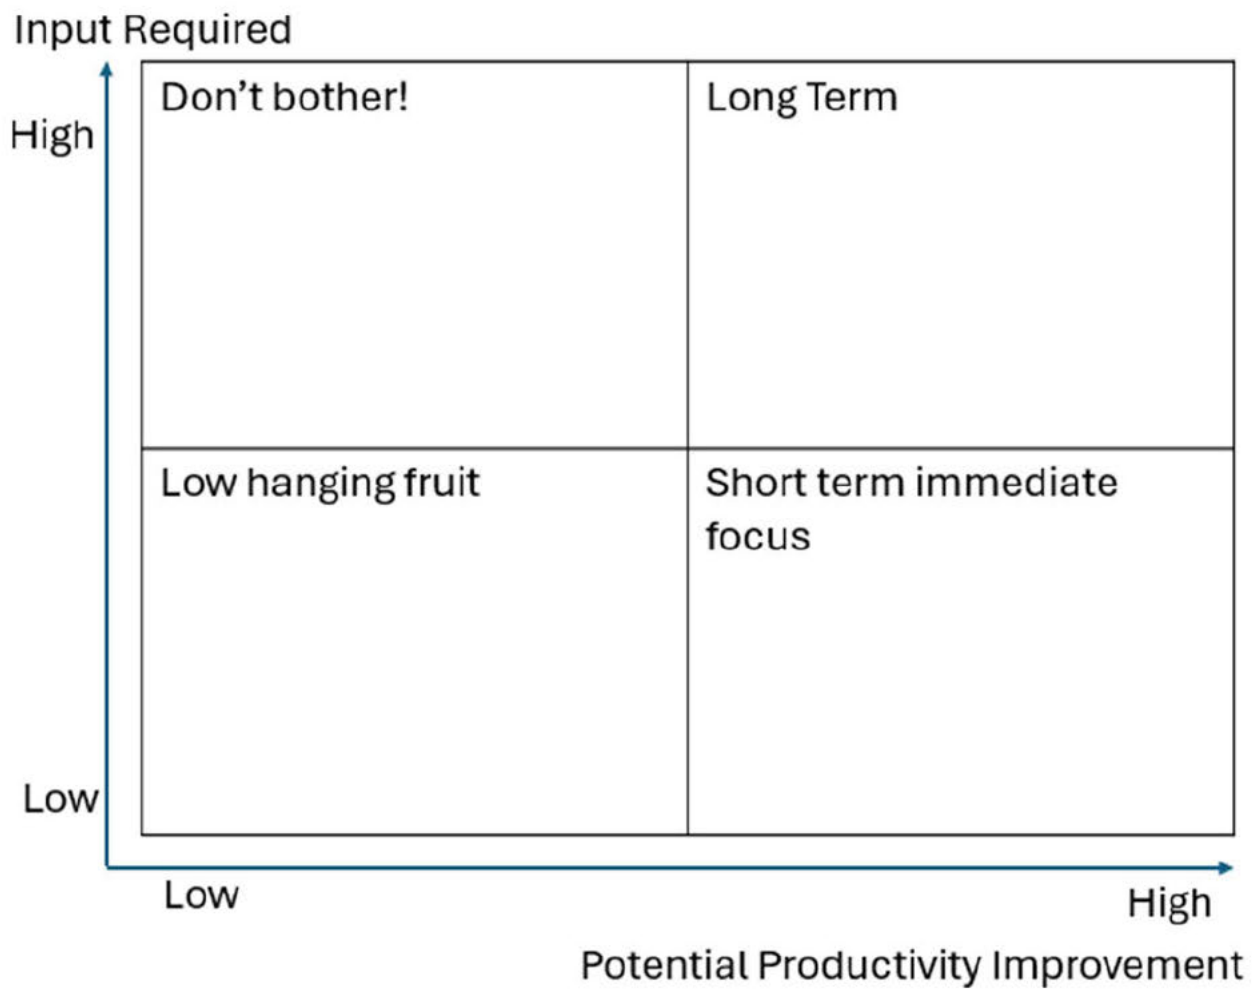 Input Required
High
Don’t bother!
Long Term
Low hanging fruit
Short term immediate
focus
Low
Low
High
Potential Productivity Improvement